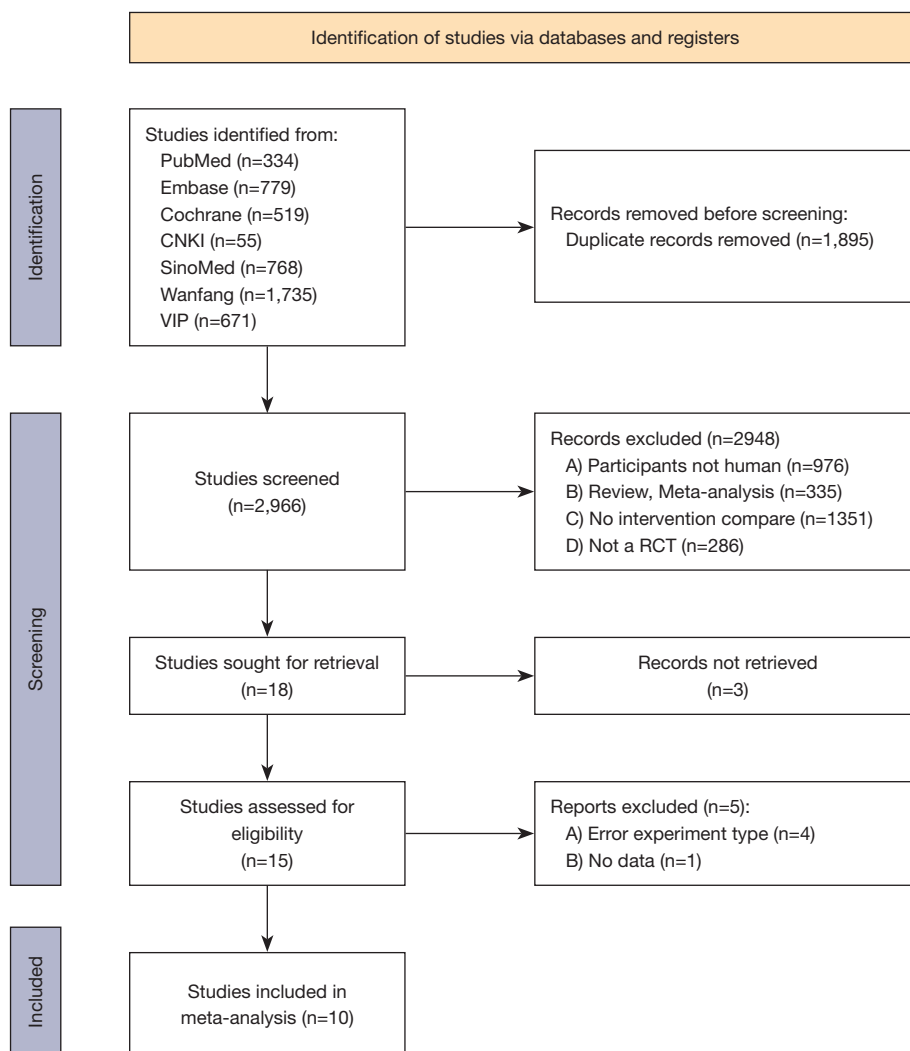 Identification of studies via databases and registers
Identification
Studies identified from:
PubMed (n=334)
Embase (n=779)
Cochrane (n=519)
CNKI (n=55)
SinoMed (n=768)
Wanfang (n=1,735)
VIP (n=671)
Records removed before screening:
Duplicate records removed (n=1,895)
Screening
Studies screened
(n=2,966)
Records excluded (n=2948)
A) Participants not human (n=976)
B) Review, Meta-analysis (n=335)
C) No intervention compare (n=1351)
D) Not a RCT (n=286)
Studies sought for retrieval
(n=18)
Records not retrieved
(n=3)
Studies assessed for
eligibility
(n=15)
Reports excluded (n=5):
A) Error experiment type (n=4)
B) No data (n=1)
Included
Studies included in
meta-analysis (n=10)